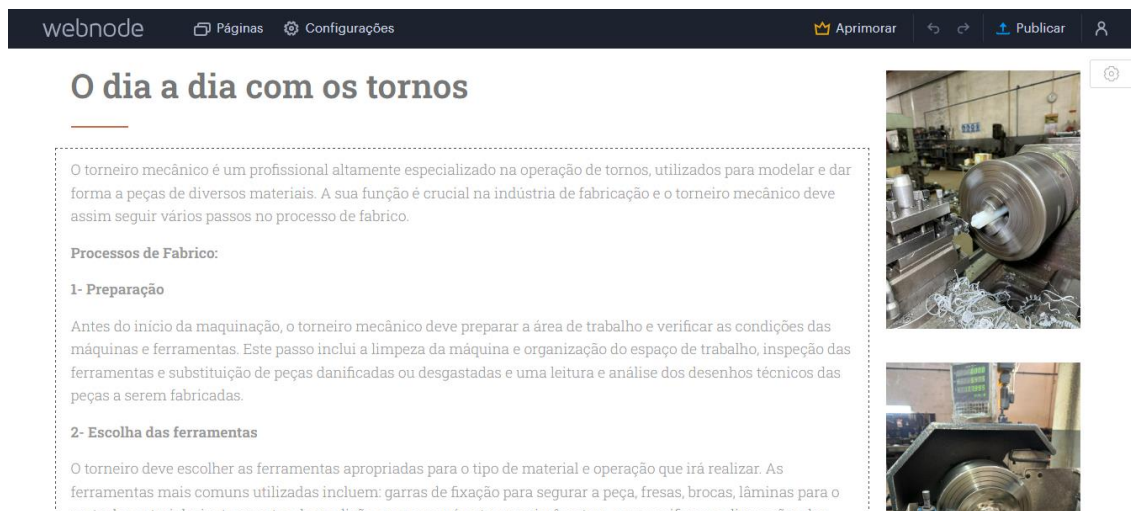 webnode Páginas Configurações Aprimorar Publicar
O dia a dia com os tornos
O torneiro mecânico é um profissional altamente especializado na operação de tornos, utilizados para modelar e dar
forma a peças de diversos materiais. A sua função é crucial na indústria de fabricação e o torneiro mecânico deve
assim seguir vários passos no processo de fabrico.
Processos de Fabrico:
1- Preparação
Antes do início da maquinação, o torneiro mecânico deve preparar a área de trabalho e verificar as condições das
máquinas e ferramentas. Este passo inclui a limpeza da máquina e organização do espaço de trabalho, inspeção das
ferramentas e substituição de peças danificadas ou desgastadas e uma leitura e análise dos desenhos técnicos das
peças a serem fabricadas.
2- Escolha das ferramentas
O torneiro deve escolher as ferramentas apropriadas para o tipo de material e operação que irá realizar. As
ferramentas mais comuns utilizadas incluem: garras de fixação para segurar a peça, fresas, brocas, lâminas para o